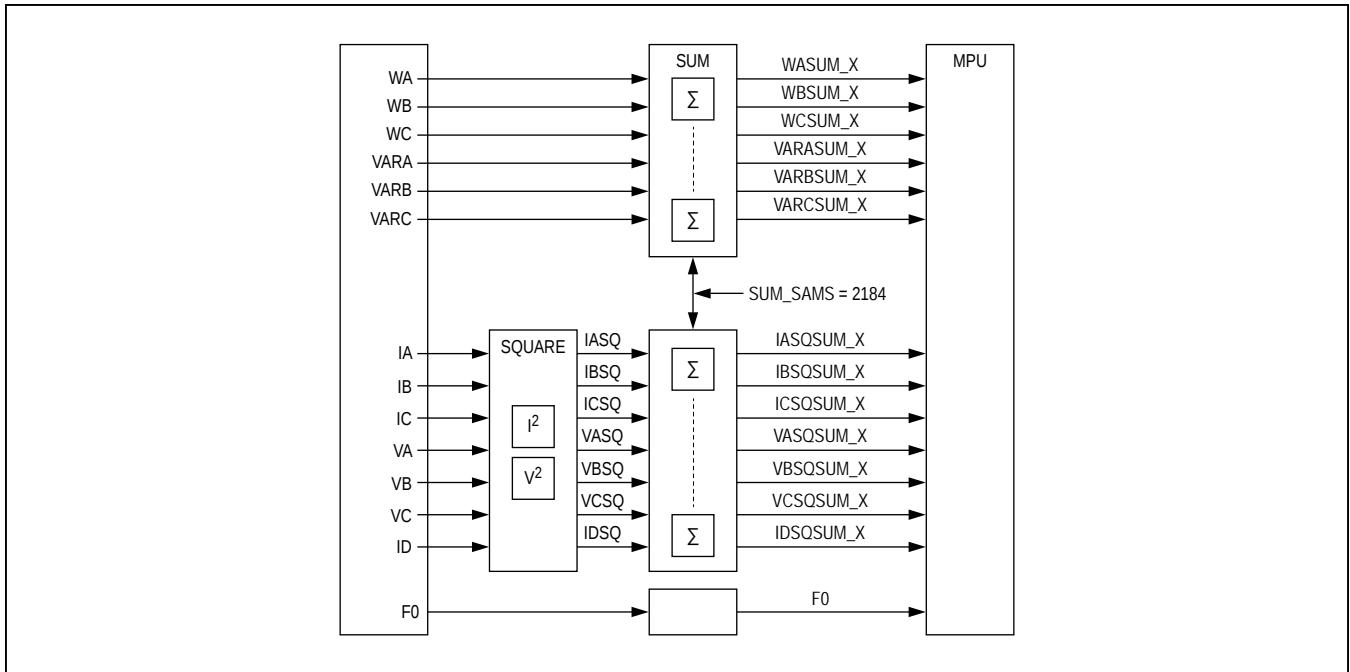 SUM
MPU
WA
WASUM_X
WB
Σ
WBSUM_X
WC
WCSUM_X
VARA
VARASUM_X
VARB
VARBSUM_X
VARC
Σ
VARCSUM_X
SUM_SAMS = 2184
IA
SQUARE
IASQ
Σ
IASQSUM_X
IB
IBSQ
IBSQSUM_X
IC
I²
ICSQ
ICSQSUM_X
VA
VASQ
VASQSUM_X
VB
V²
VBSQ
VBSQSUM_X
VC
VCSQ
VCSQSUM_X
ID
IDSQ
Σ
IDSQSUM_X
F0
F0